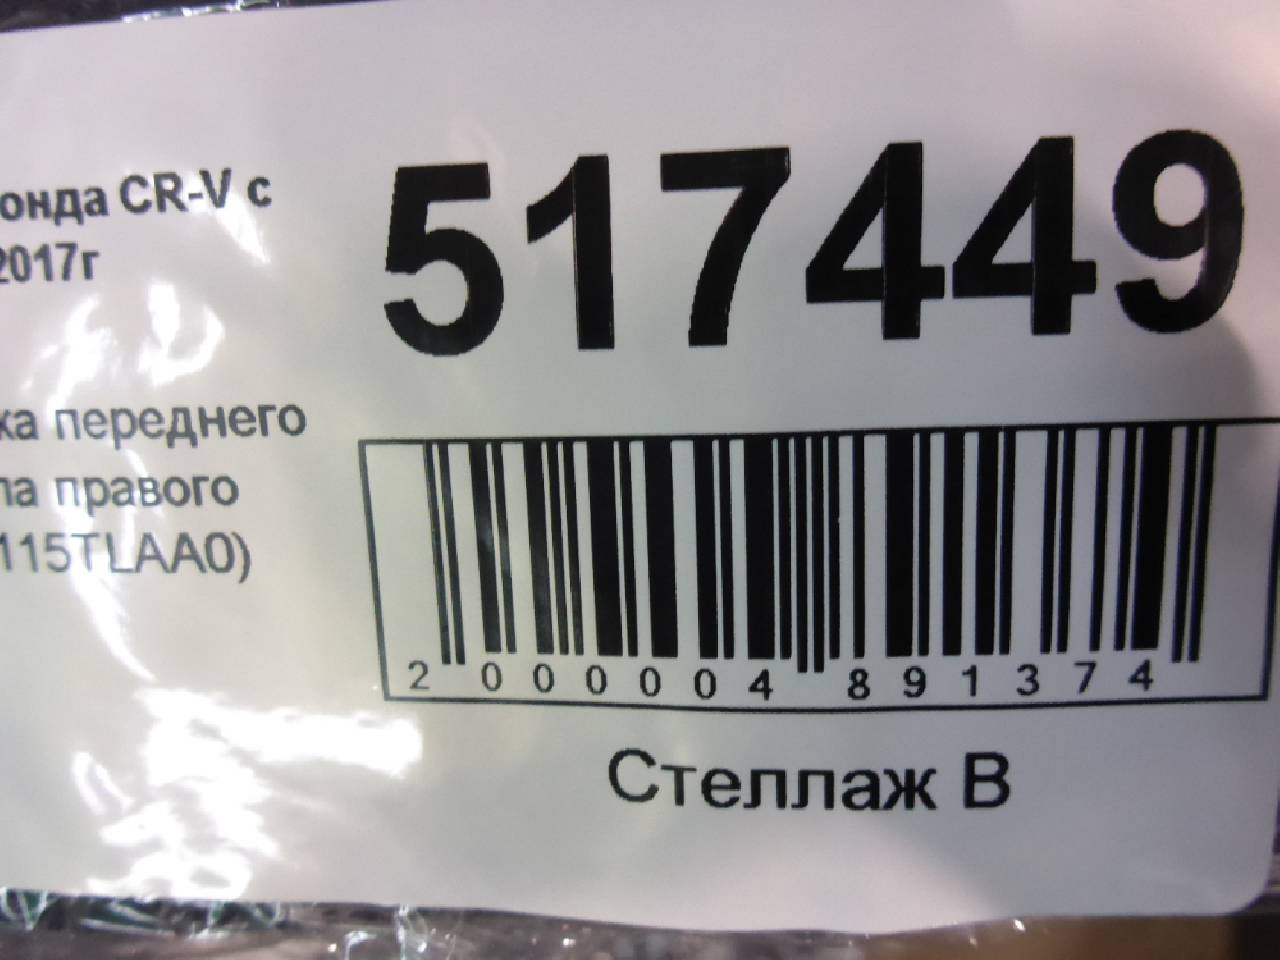 онда CR-V с
2017г
517449
ка переднего
ла правого
115TLAA0)
2 000004 891374
Стеллаж В